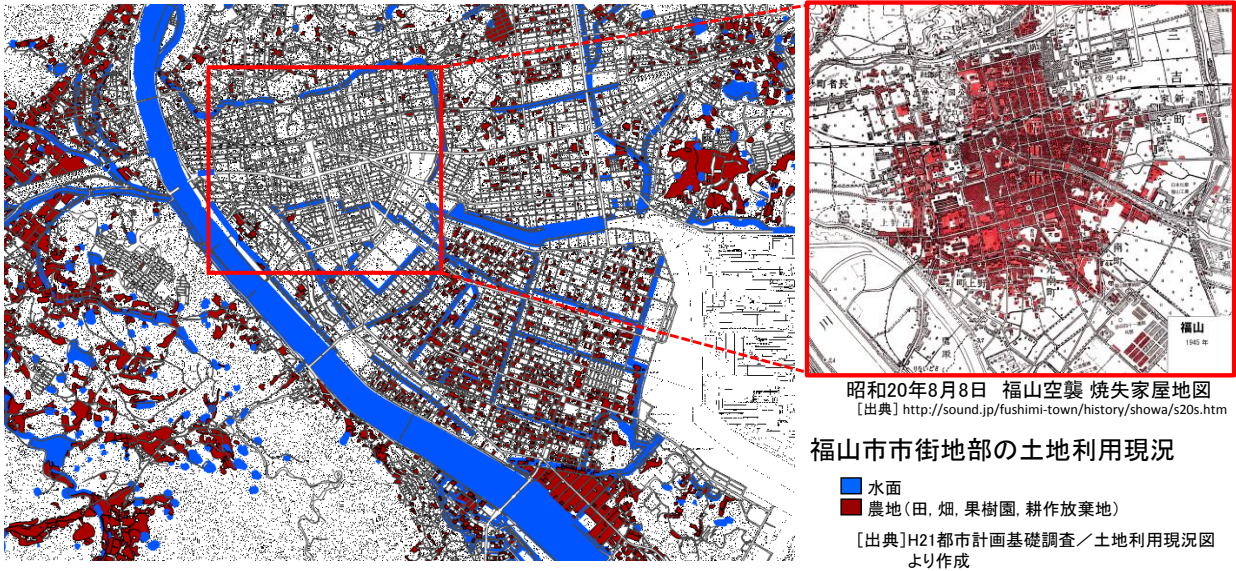 福山
1945年
昭和20年8月8日 福山空襲 焼失家屋地図
[出典] http://sound.jp/fushimi-town/history/showa/s20s.htm
福山市市街地部の土地利用現況
水面
農地(田, 畑, 果樹園, 耕作放棄地)
[出典]H21都市計画基礎調査/土地利用現況図
より作成